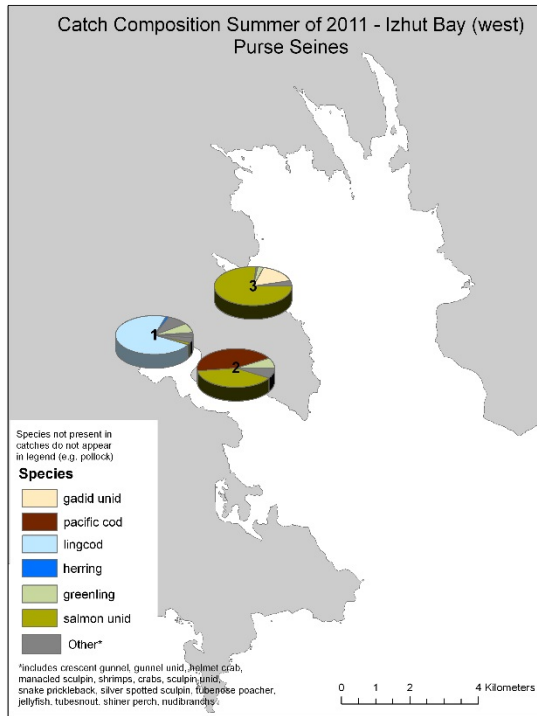 Catch Composition Summer of 2011 - Izhut Bay (west)
Purse Seines
3
1
2
Species not present in
catches do not appear
in legend (e.g. pollock)
Species
gadid unid
pacific cod
lingcod
herring
greenling
salmon unid
Other*
*includes crescent gunnel, gunnel unid, helmet crab,
manacled sculpin, shrimps, crabs, sculpin unid,
snake prickleback, silver spotted sculpin, tubenose poacher,
jellyfish, tubesnout, shiner perch, nudibranchs
0 1 2 4 Kilometers